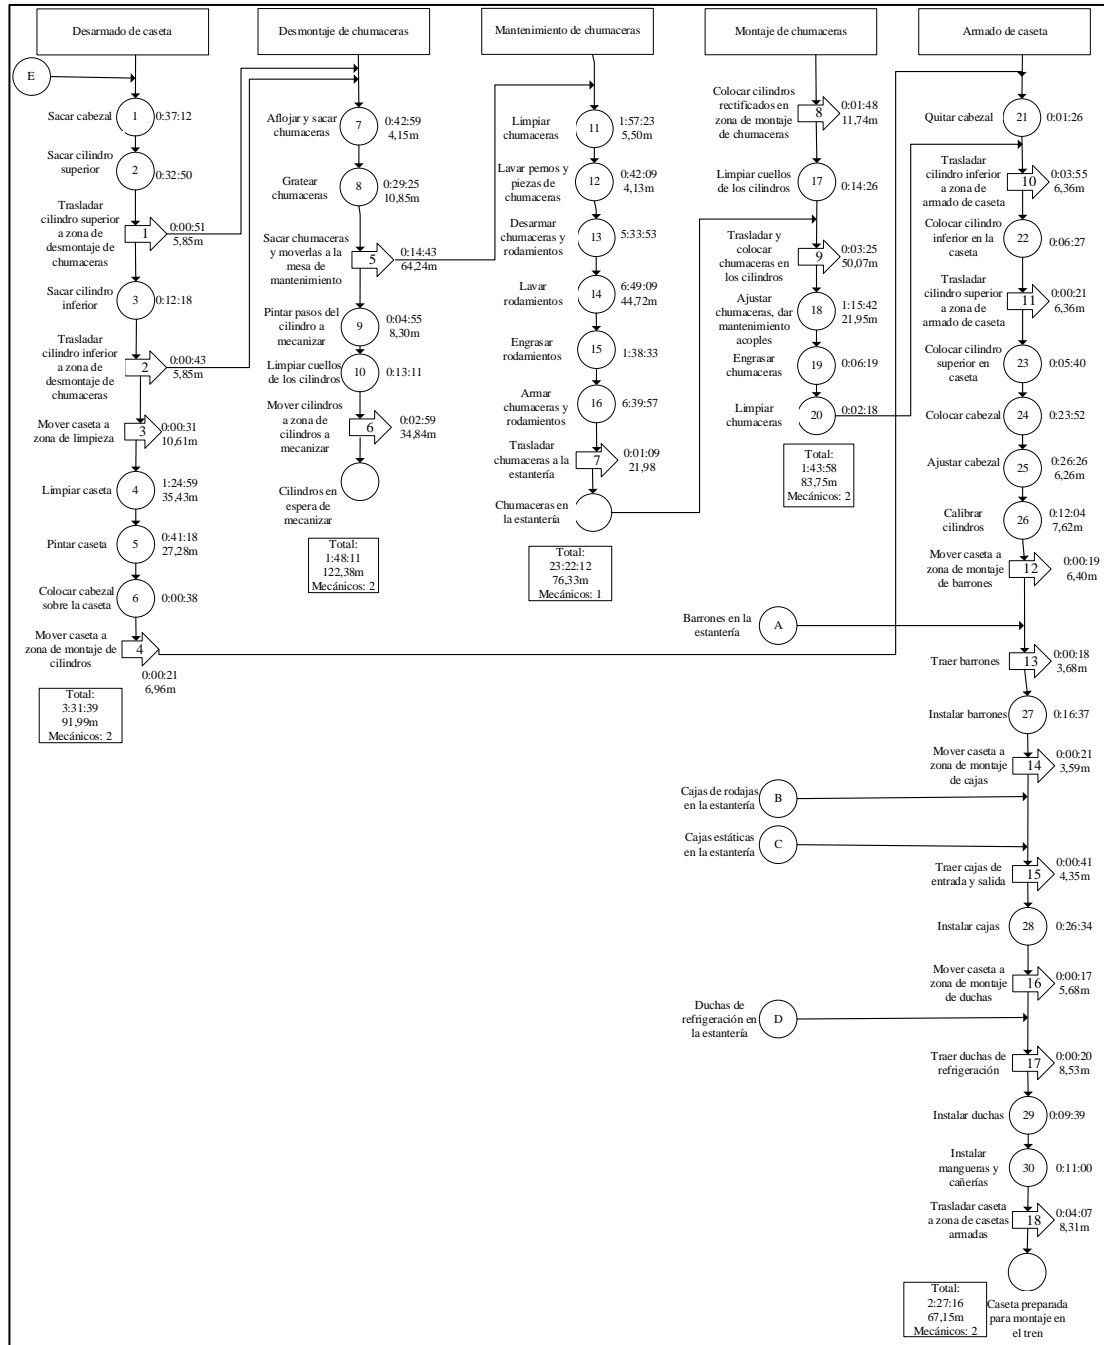 Desarmado de caseta
E
Sacar cabezal
1
0:37:12
Sacar cilindro
superior
2
0:32:50
Trasladar
cilindro superior
a zona de
desmontaje de
chumaceras
1
0:00:51
5,85m
Sacar cilindro
inferior
3
0:12:18
Trasladar
cilindro inferior
a zona de
desmontaje de
chumaceras
2
0:00:43
5,85m
Mover caseta a
zona de limpieza
3
0:00:31
10,61m
Limpiar caseta
4
1:24:59
35,43m
Pintar caseta
5
0:41:18
27,28m
Colocar cabezal
sobre la caseta
6
0:00:38
Mover caseta a
zona de montaje de
cilindros
4
0:00:21
6,96m
Total:
3:31:39
91,99m
Mecánicos: 2
Desmontaje de chumaceras
Aflojar y sacar
chumaceras
7
0:42:59
4,15m
Gratear
chumaceras
8
0:29:25
10,85m
Sacar chumaceras
y moverlas a la
mesa de
mantenimiento
5
0:14:43
64,24m
Pintar pasos del
cilindro a
mecanizar
9
0:04:55
8,30m
Limpiar cuellos
de los cilindros
10
0:13:11
Mover cilindros
a zona de
cilindros a
mecanizar
6
0:02:59
34,84m
Cilindros en
espera de
mecanizar
Total:
1:48:11
122,38m
Mecánicos: 2
Mantenimiento de chumaceras
Limpiar
chumaceras
11
1:57:23
5,50m
Lavar pernos y
piezas de
chumaceras
12
0:42:09
4,13m
Desarmar
chumaceras y
rodamientos
13
5:33:53
Lavar
rodamientos
14
6:49:09
44,72m
Engrasar
rodamientos
15
1:38:33
Armar
chumaceras y
rodamientos
16
6:39:57
Trasladar
chumaceras a la
estantería
7
0:01:09
21,98
Chumaceras en
la estantería
Total:
23:22:12
76,33m
Mecánicos: 1
Montaje de chumaceras
Colocar cilindros
rectificados en
zona de montaje
de chumaceras
8
0:01:48
11,74m
Limpiar cuellos
de los cilindros
17
0:14:26
Trasladar y
colocar
chumaceras en
los cilindros
9
0:03:25
50,07m
Ajustar
chumaceras, dar
mantenimiento
acoples
18
1:15:42
21,95m
Engrasar
chumaceras
19
0:06:19
Limpiar
chumaceras
20
0:02:18
Total:
1:43:58
83,75m
Mecánicos: 2
Armado de caseta
Quitar cabezal
21
0:01:26
Trasladar
cilindro inferior
a zona de
armado de caseta
10
0:03:55
6,36m
Colocar cilindro
inferior en la
caseta
22
0:06:27
Trasladar
cilindro superior
a zona de
armado de caseta
11
0:00:21
6,36m
Colocar cilindro
superior en
caseta
23
0:05:40
Colocar cabezal
24
0:23:52
Ajustar cabezal
25
0:26:26
6,26m
Calibrar
cilindros
26
0:12:04
7,62m
Mover caseta a
zona de montaje
de barrones
12
0:00:19
6,40m
Barrones en la
estantería
A
Traer barrones
13
0:00:18
3,68m
Instalar barrones
27
0:16:37
Mover caseta a
zona de montaje
de cajas
14
0:00:21
3,59m
Cajas de rodajas
en la estantería
B
Cajas estáticas
en la estantería
C
Traer cajas de
entrada y salida
15
0:00:41
4,35m
Instalar cajas
28
0:26:34
Mover caseta a
zona de montaje
de duchas
16
0:00:17
5,68m
Duchas de
refrigeración en
la estantería
D
Traer duchas de
refrigeración
17
0:00:20
8,53m
Instalar duchas
29
0:09:39
Instalar
mangueras y
cañerías
30
0:11:00
Trasladar caseta
a zona de casetas
armadas
18
0:04:07
8,31m
Total:
2:27:16
67,15m
Mecánicos: 2
Caseta preparada
para montaje en
el tren